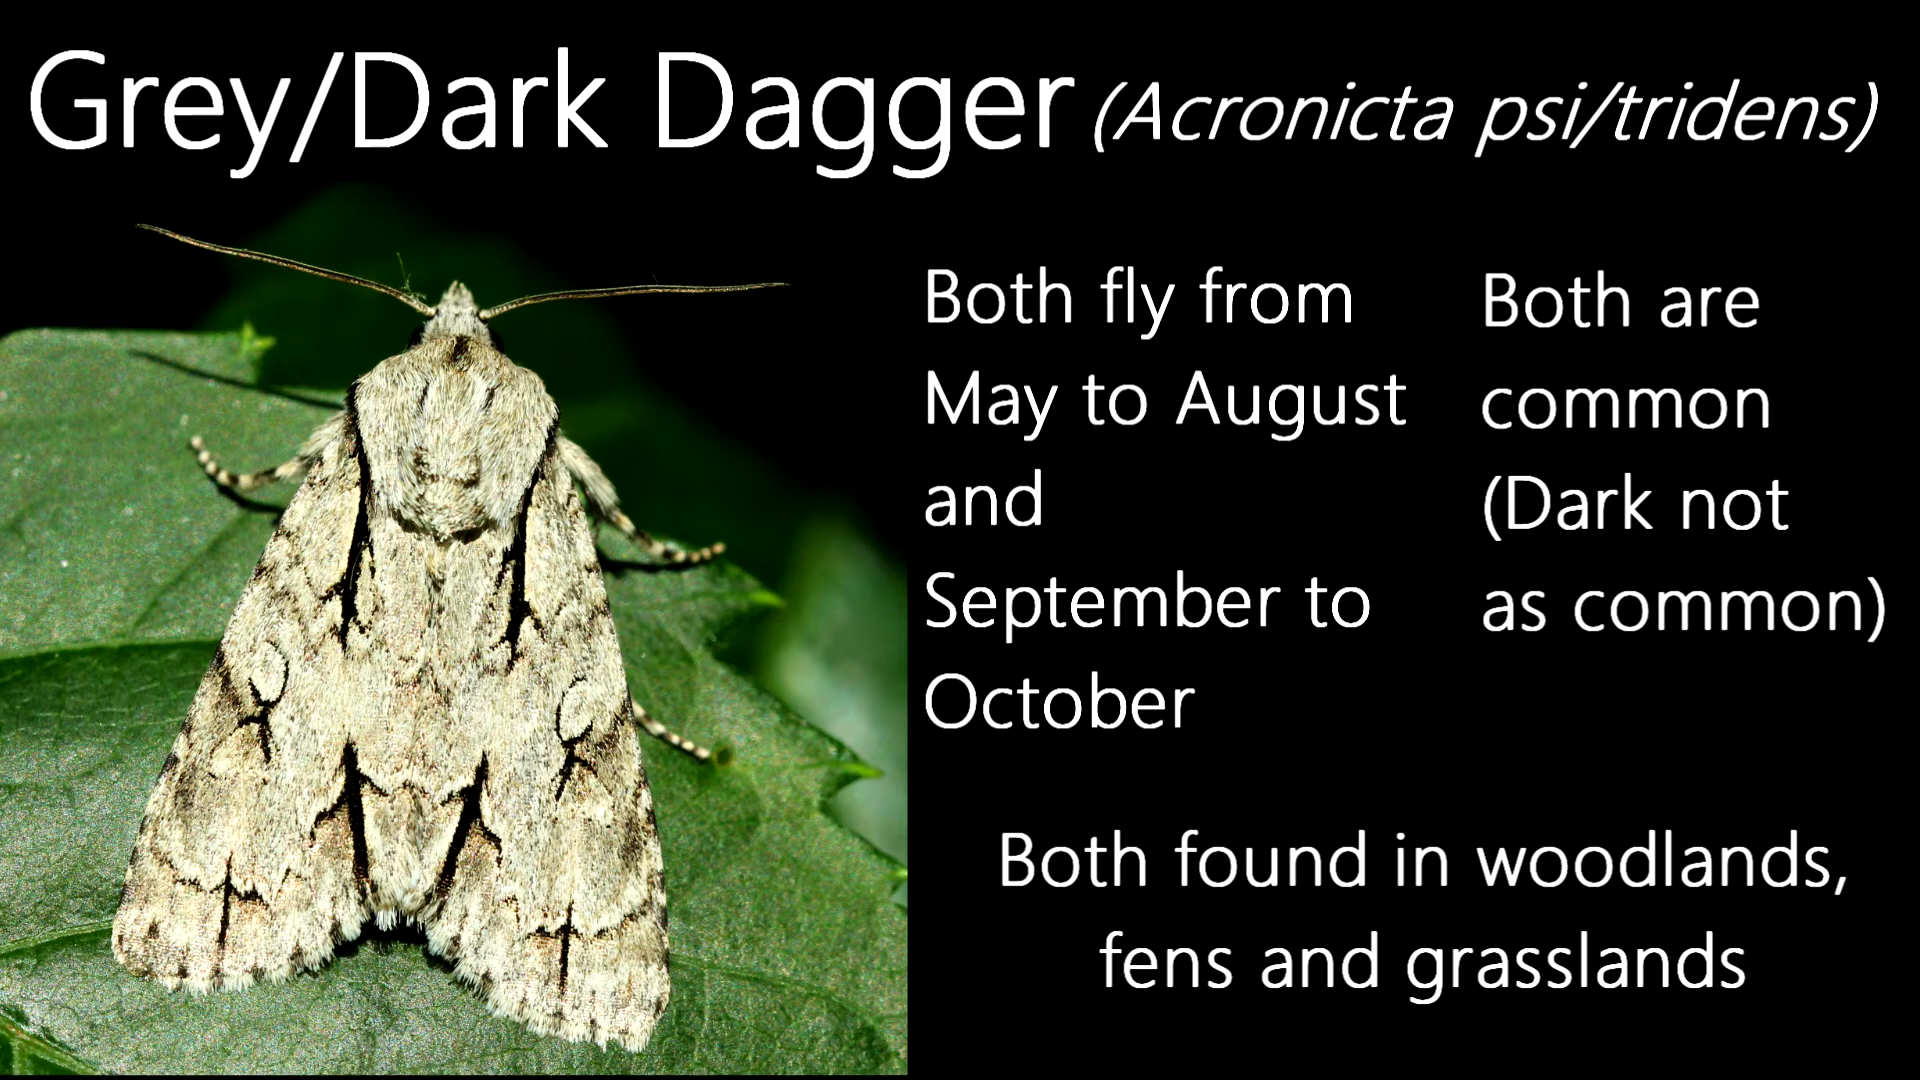 Grey/Dark Dagger (Acronicta psi/tridens)
Both fly from
May to August
and
September to
October
Both are
common
(Dark not
as common)
Both found in woodlands,
fens and grasslands